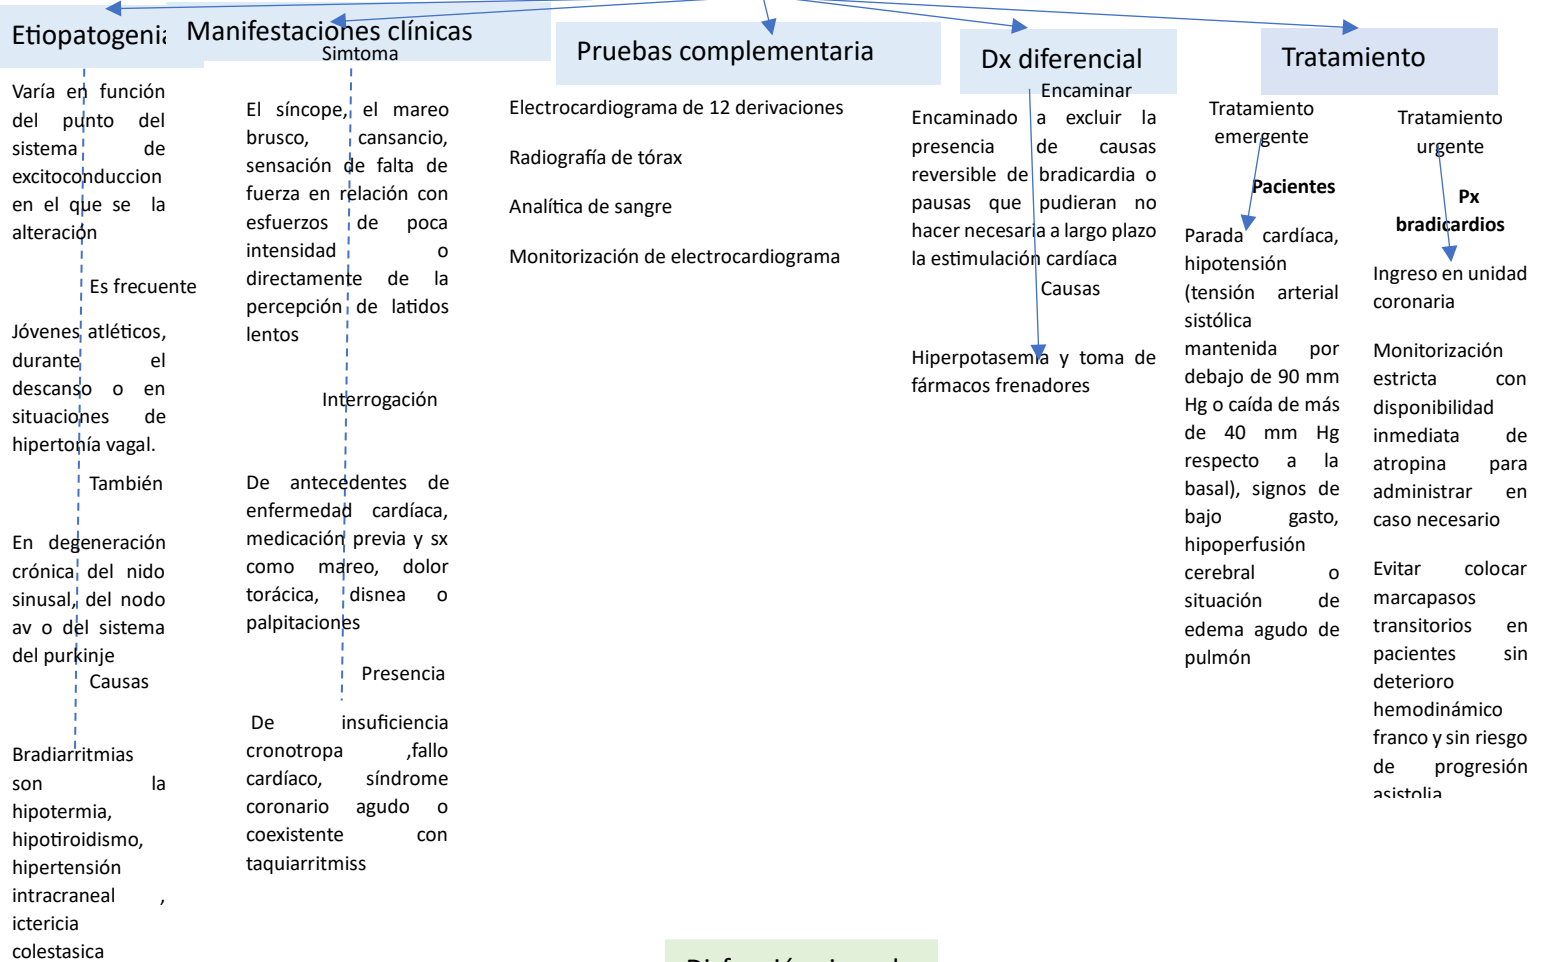 Etiopatogenia
Varía en función
del punto del
sistema de
excitoconduccion
en el que se la
alteración
Es frecuente
Jóvenes atléticos,
durante el
descanso o en
situaciones de
hipertonía vagal.
También
En degeneración
crónica del nido
sinusal, del nodo
av o del sistema
del purkinje
Causas
Bradiarritmias
son la
hipotermia,
hipotiroidismo,
hipertensión
intracraneal ,
ictericia
colestasica
Manifestaciones clínicas
Simtoma
El síncope, el mareo
brusco, cansancio,
sensación de falta de
fuerza en relación con
esfuerzos de poca
intensidad o
directamente de la
percepción de latidos
lentos
Interrogación
De antecedentes de
enfermedad cardíaca,
medicación previa y sx
como mareo, dolor
torácica, disnea o
palpitaciones
Presencia
De insuficiencia
cronotropa ,fallo
cardíaco, síndrome
coronario agudo o
coexistente con
taquiarritmiss
Pruebas complementaria
Electrocardiograma de 12 derivaciones
Radiografía de tórax
Analítica de sangre
Monitorización de electrocardiograma
Dx diferencial
Encaminar
Encaminado a excluir la
presencia de causas
reversible de bradicardia o
pausas que pudieran no
hacer necesaria a largo plazo
la estimulación cardíaca
Causas
Hiperpotasemia y toma de
fármacos frenadores
Tratamiento
Tratamiento
emergente
Pacientes
Parada cardíaca,
hipotensión
(tensión arterial
sistólica
mantenida por
debajo de 90 mm
Hg o caída de más
de 40 mm Hg
respecto a la
basal), signos de
bajo gasto,
hipoperfusión
cerebral o
situación de
edema agudo de
pulmón
Tratamiento
urgente
Px
bradicardios
Ingreso en unidad
coronaria
Monitorización
estricta con
disponibilidad
inmediata de
atropina para
administrar en
caso necesario
Evitar colocar
marcapasos
transitorios en
pacientes sin
deterioro
hemodinámico
franco y sin riesgo
de progresión
asistolia